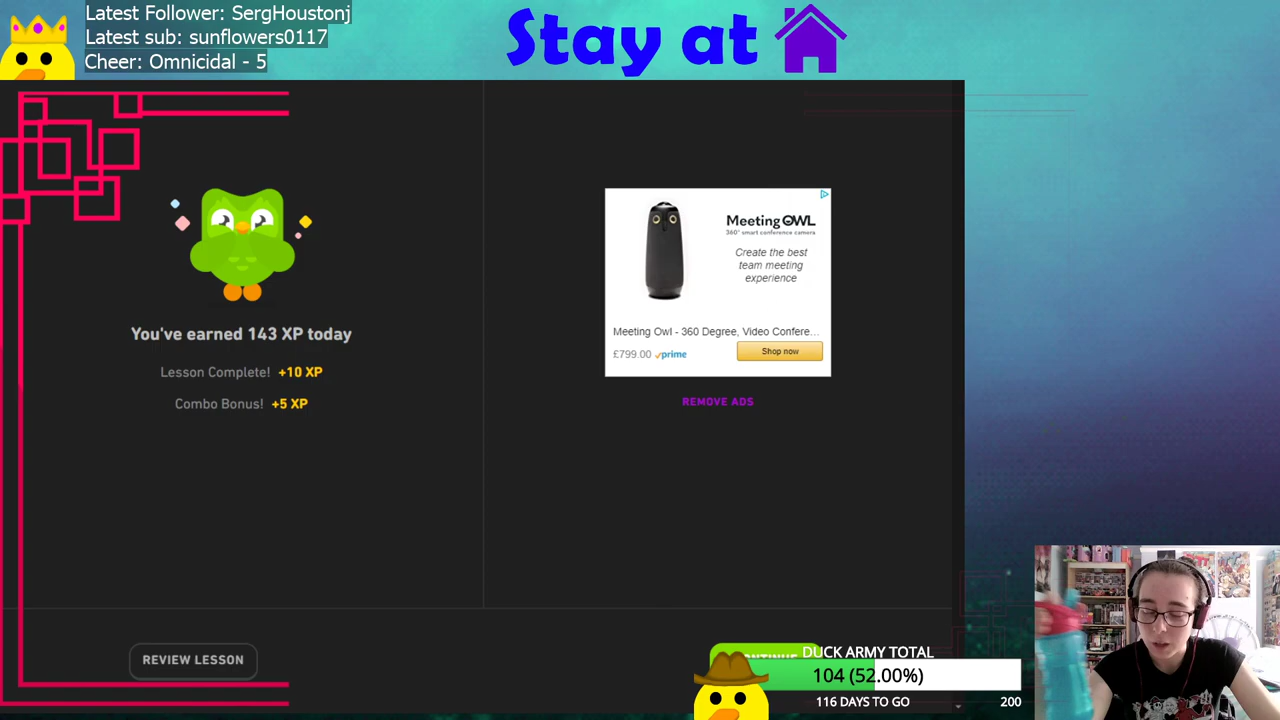 Latest Follower: SergHoustonj
Latest sub: sunflowers0117
Cheer: Omnicidal - 5
Stay at
You've earned 143 XP today
Lesson Complete! +10 XP
Combo Bonus! +5 XP
REVIEW LESSON
Meeting OWL
360° smart conference camera
Create the best
team meeting
experience
Meeting Owl - 360 Degree, Video Confere...
£799.00 prime
Shop now
REMOVE ADS
CONTINUE
DUCK ARMY TOTAL
104 (52.00%)
116 DAYS TO GO
200